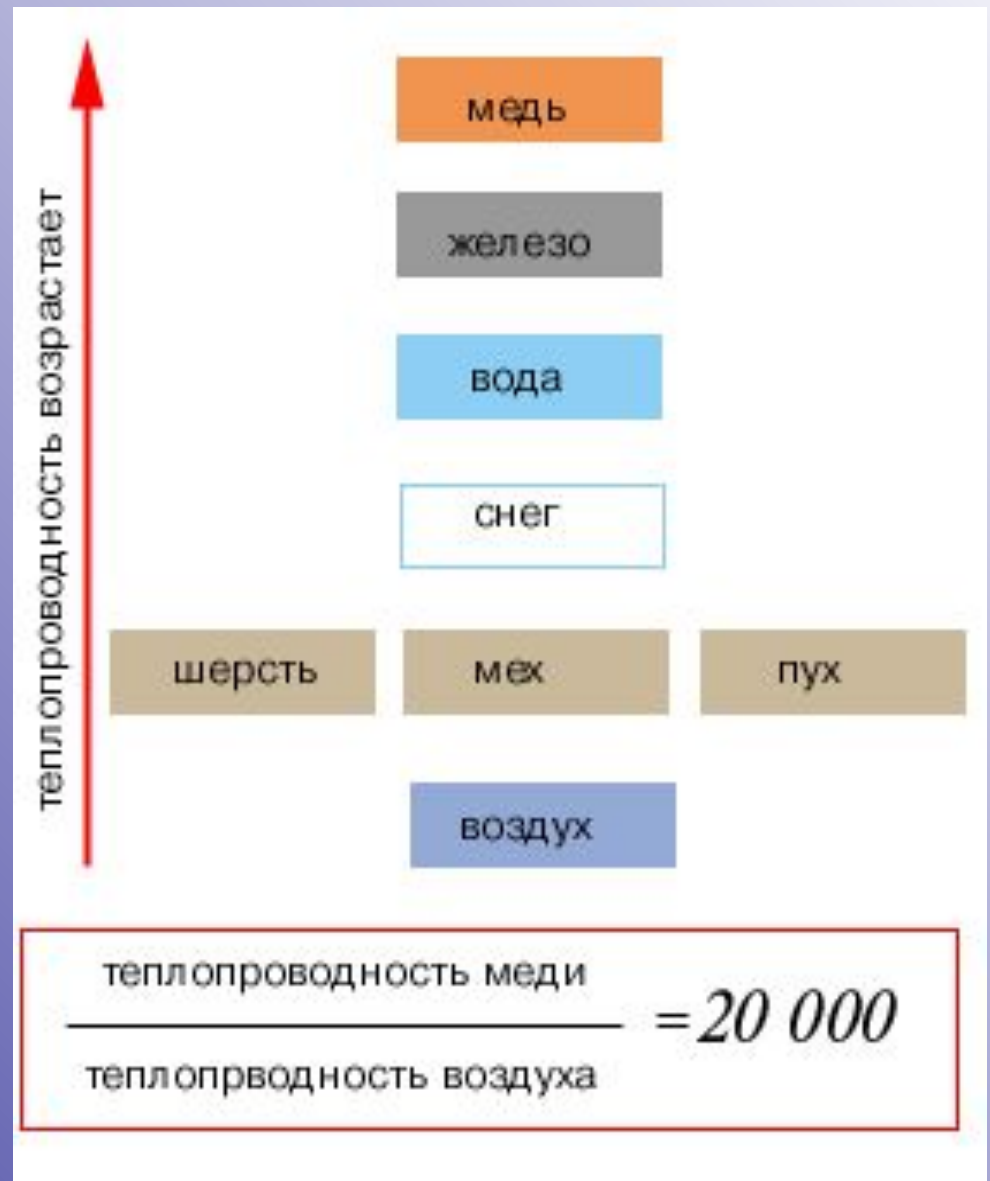 теплопроводность возрастает
медь
железо
вода
снег
шерсть мех пух
воздух
теплопроводность меди
= 20 000
теплопрводность воздуха